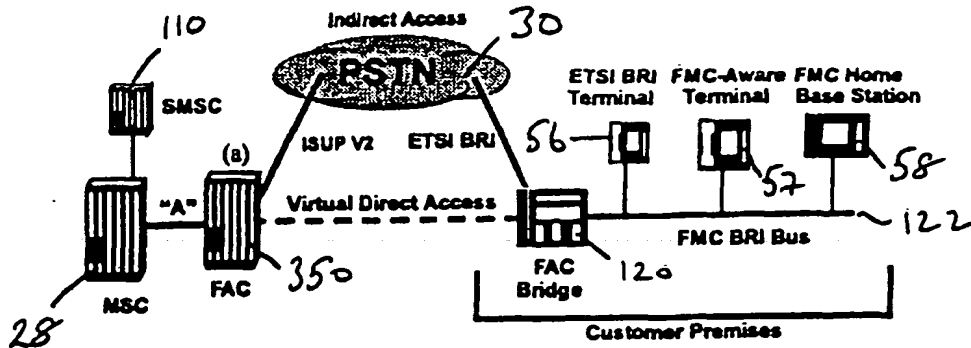 Indirect Access
110
30
PSTN
SMSC
ETSI BRI Terminal
FMC-Aware Terminal
FMC Home Base Station
(a)
ISUP V2
ETSI BRI
56
57
58
"A"
Virtual Direct Access
122
FMC BRI Bus
MSC
FAC
350
FAC Bridge
120
28
Customer Premises